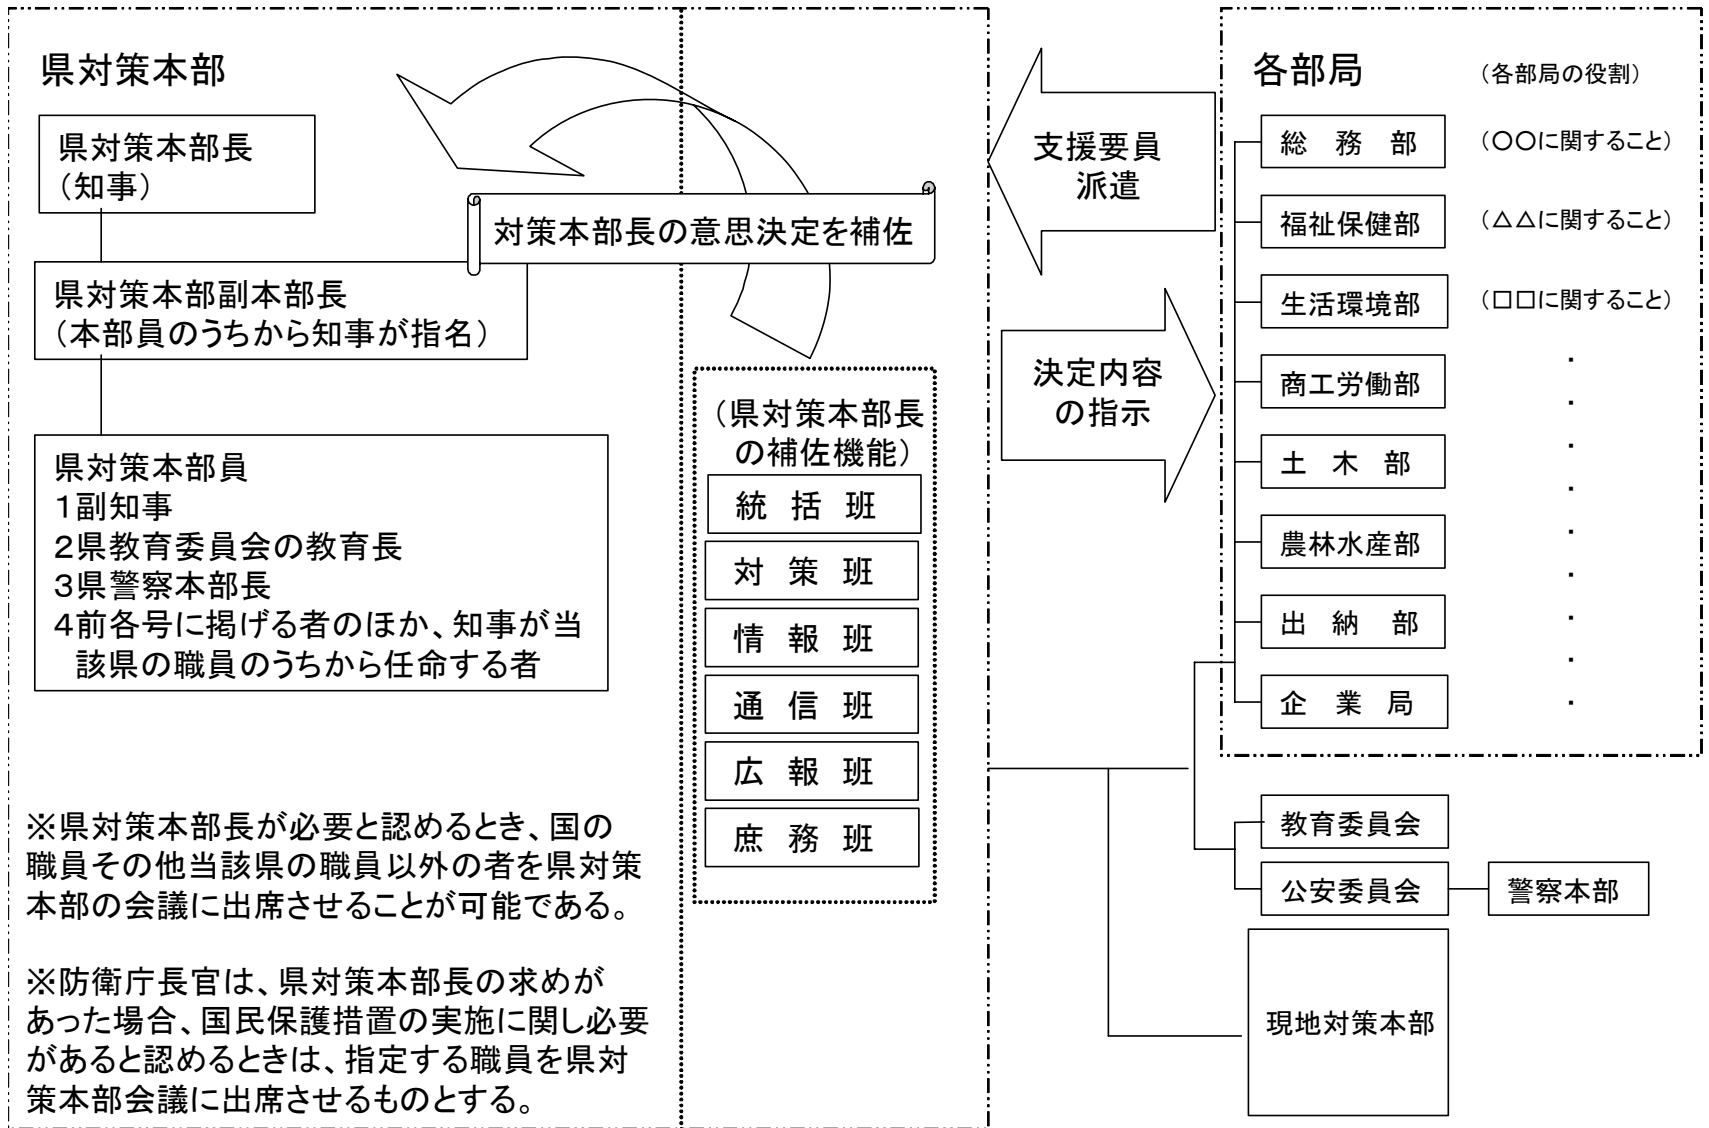 県対策本部
県対策本部長
（知事）
対策本部長の意思決定を補佐
県対策本部副本部長
（本部員のうちから知事が指名）
県対策本部員
1副知事
2県教育委員会の教育長
3県警察本部長
4前各号に掲げる者のほか、知事が当
該県の職員のうちから任命する者
※県対策本部長が必要と認めるとき、国の
職員その他当該県の職員以外の者を県対策
本部の会議に出席させることが可能である。
※防衛庁長官は、県対策本部長の求めが
あった場合、国民保護措置の実施に関し必要
があると認めるときは、指定する職員を県対
策本部会議に出席させるものとする。
（県対策本部長
の補佐機能）
統 括 班
対 策 班
情 報 班
通 信 班
広 報 班
庶 務 班
支援要員
派遣
決定内容
の指示
各部局 （各部局の役割）
総 務 部 （○○に関すること）
福祉保健部 （△△に関すること）
生活環境部 （□□に関すること）
商工労働部
土 木 部
農林水産部
出 納 部
企 業 局
・
・
・
・
・
・
・
・
・
教育委員会
公安委員会 警察本部
現地対策本部